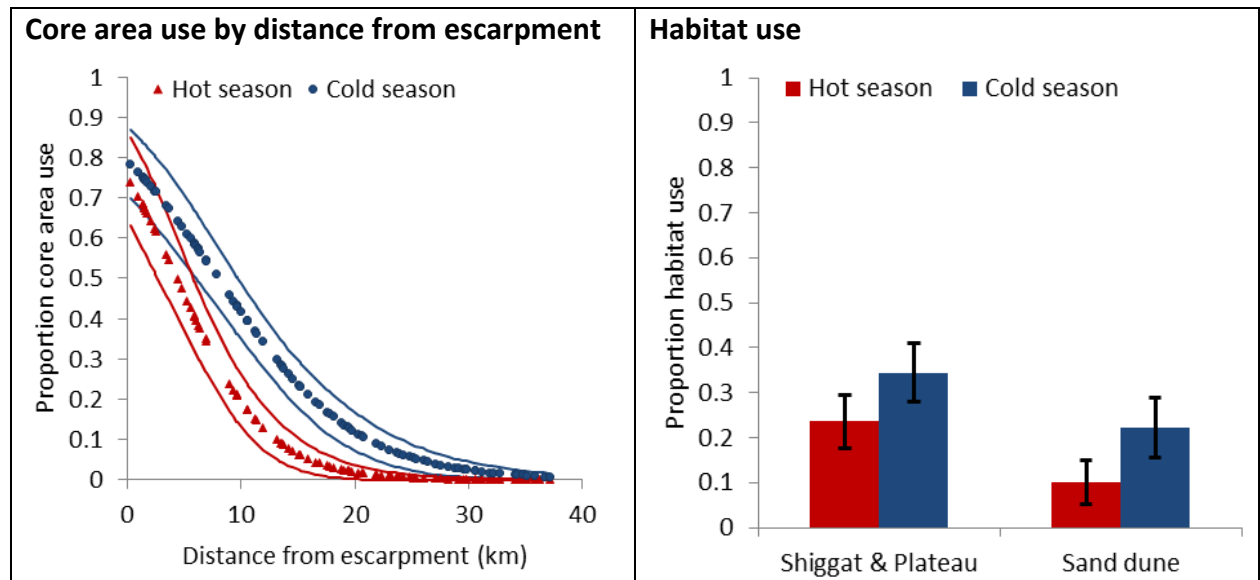 Core area use by distance from escarpment
Proportion core area use
1
0.9
0.8
0.7
0.6
0.5
0.4
0.3
0.2
0.1
0
Hot season
Cold season
0
10
20
30
40
Distance from escarpment (km)
Habitat use
Proportion habitat use
1
0.9
0.8
0.7
0.6
0.5
0.4
0.3
0.2
0.1
0
Hot season
Cold season
Shiggat & Plateau
Sand dune